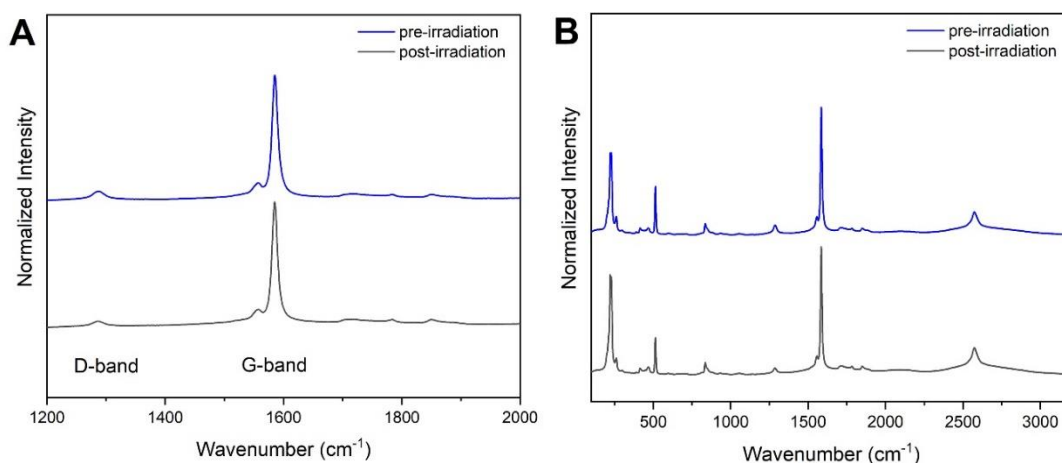 A
pre-irradiation
post-irradiation
Normalized Intensity
D-band
G-band
1200
1400
1600
1800
2000
Wavenumber (cm⁻¹)
B
pre-irradiation
post-irradiation
Normalized Intensity
500
1000
1500
2000
2500
3000
Wavenumber (cm⁻¹)